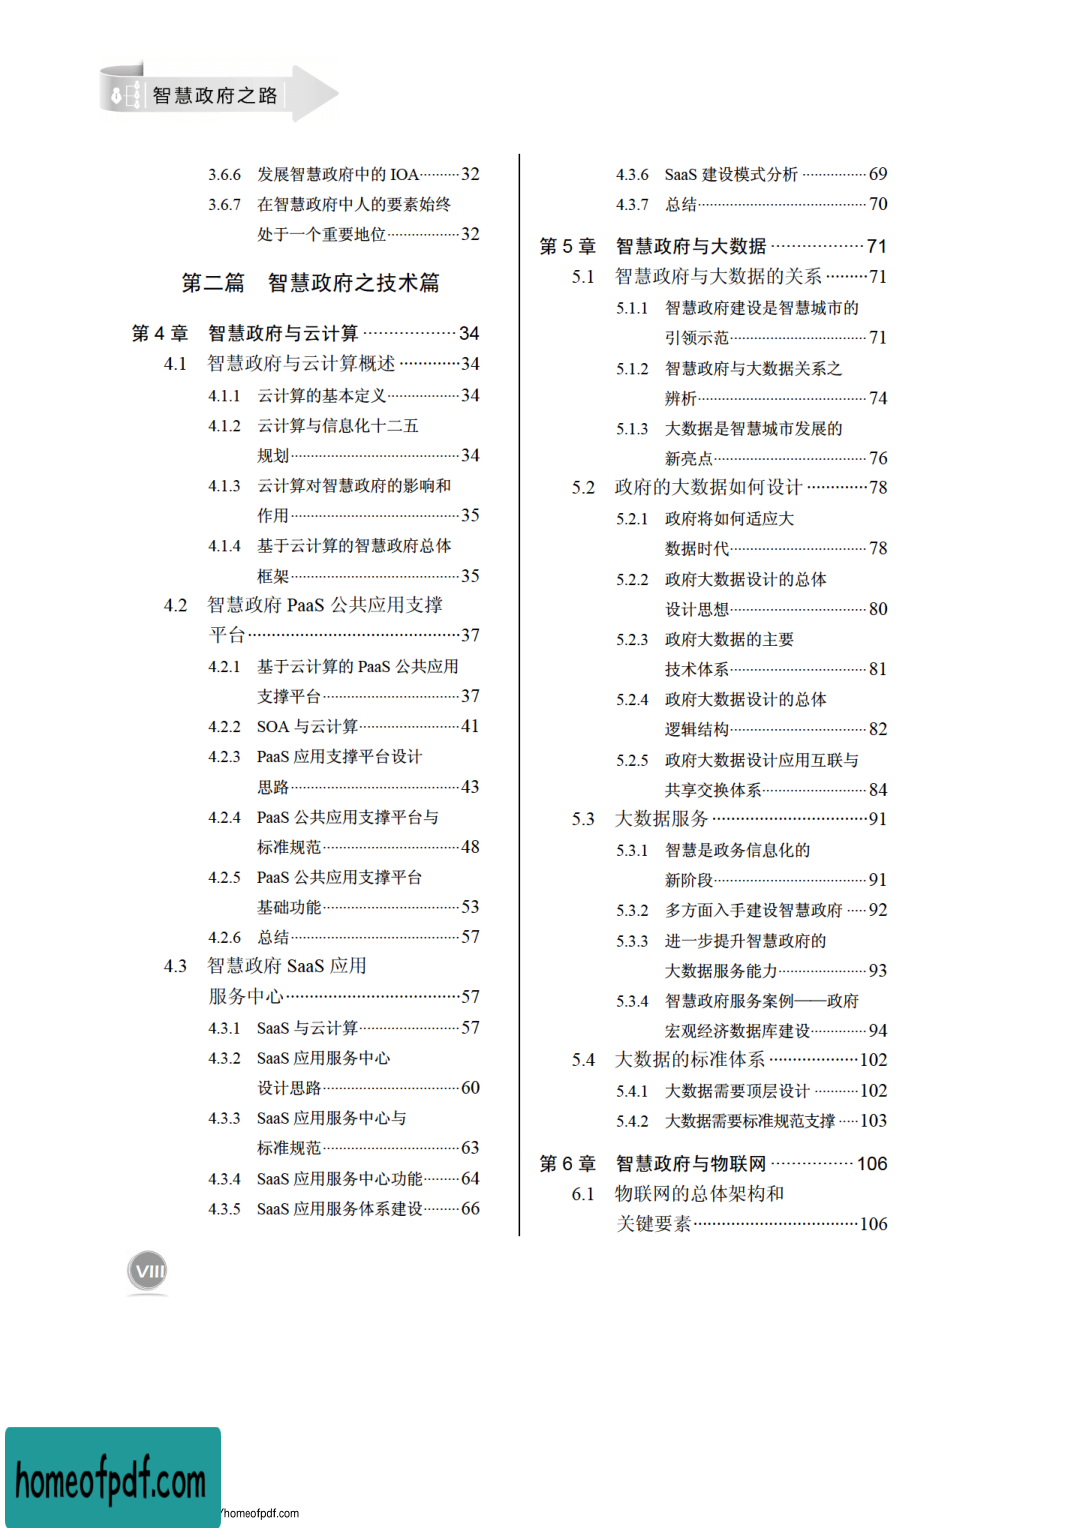 智慧政府之路
3.6.6 发展智慧政府中的 IOA··········32
3.6.7 在智慧政府中人的要素始终
处于一个重要地位··················32
第二篇 智慧政府之技术篇
第 4 章 智慧政府与云计算··················34
4.1 智慧政府与云计算概述·············34
4.1.1 云计算的基本定义··················34
4.1.2 云计算与信息化十二五
规划··········································34
4.1.3 云计算对智慧政府的影响和
作用··········································35
4.1.4 基于云计算的智慧政府总体
框架··········································35
4.2 智慧政府 PaaS 公共应用支撑
平台·············································37
4.2.1 基于云计算的 PaaS 公共应用
支撑平台··································37
4.2.2 SOA 与云计算·························41
4.2.3 PaaS 应用支撑平台设计
思路··········································43
4.2.4 PaaS 公共应用支撑平台与
标准规范··································48
4.2.5 PaaS 公共应用支撑平台
基础功能··································53
4.2.6 总结··········································57
4.3 智慧政府 SaaS 应用
服务中心·····································57
4.3.1 SaaS 与云计算·························57
4.3.2 SaaS 应用服务中心
设计思路··································60
4.3.3 SaaS 应用服务中心与
标准规范··································63
4.3.4 SaaS 应用服务中心功能·········64
4.3.5 SaaS 应用服务体系建设·········66
4.3.6 SaaS 建设模式分析················69
4.3.7 总结··········································70
第 5 章 智慧政府与大数据··················71
5.1 智慧政府与大数据的关系·········71
5.1.1 智慧政府建设是智慧城市的
引领示范··································71
5.1.2 智慧政府与大数据关系之
辨析··········································74
5.1.3 大数据是智慧城市发展的
新亮点······································76
5.2 政府的大数据如何设计·············78
5.2.1 政府将如何适应大
数据时代··································78
5.2.2 政府大数据设计的总体
设计思想··································80
5.2.3 政府大数据的主要
技术体系··································81
5.2.4 政府大数据设计的总体
逻辑结构··································82
5.2.5 政府大数据设计应用互联与
共享交换体系··························84
5.3 大数据服务·································91
5.3.1 智慧是政务信息化的
新阶段······································91
5.3.2 多方面入手建设智慧政府·····92
5.3.3 进一步提升智慧政府的
大数据服务能力······················93
5.3.4 智慧政府服务案例——政府
宏观经济数据库建设··············94
5.4 大数据的标准体系···················102
5.4.1 大数据需要顶层设计···········102
5.4.2 大数据需要标准规范支撑·····103
第 6 章 智慧政府与物联网················106
6.1 物联网的总体架构和
关键要素···································106
VIII
homeofpdf.com
/homeofpdf.com